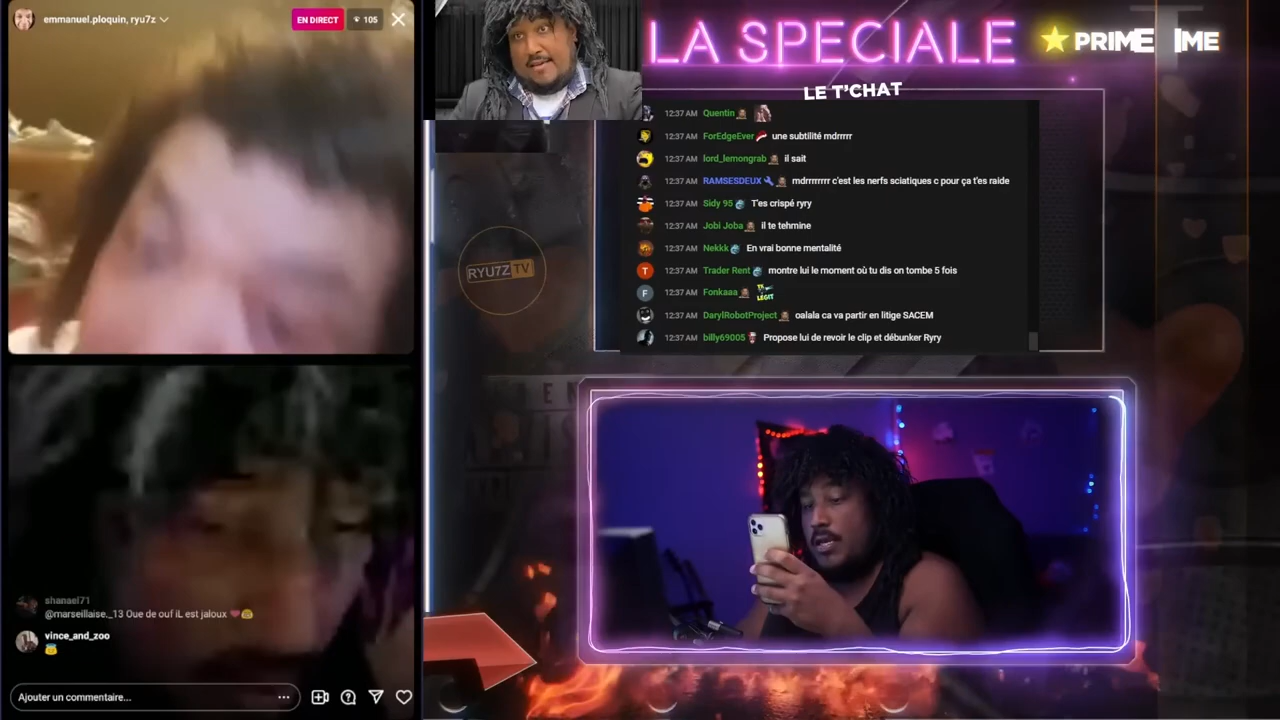 emmanuel.ploquin, ryu7z
EN DIRECT
105
LA SPECIALE
PRIME TIME
LE T'CHAT
12:37 AM Quentin
12:37 AM ForEdgeEver une subtilité mdrrrr
12:37 AM lord_lemongrab il sait
12:37 AM RAMSESDEUX mdrrrrrrr c'est les nerfs sciatiques c pour ça t'es raide
12:37 AM Sidy 95 T'es crispé ryry
12:37 AM Jobi Joba il te tehmine
12:37 AM Nekkk En vrai bonne mentalité
T
12:37 AM Trader Rent montre lui le moment où tu dis on tombe 5 fois
F
12:37 AM Fonkaaa LEGIT
12:37 AM DarylRobotProject oalala ca va partir en litige SACEM
12:37 AM billy69005 Propose lui de revoir le clip et débunker Ryry
RYU7Z TV
shanael71
@marseillaise._13 Oue de ouf iL est jaloux
vince_and_zoo
Ajouter un commentaire...